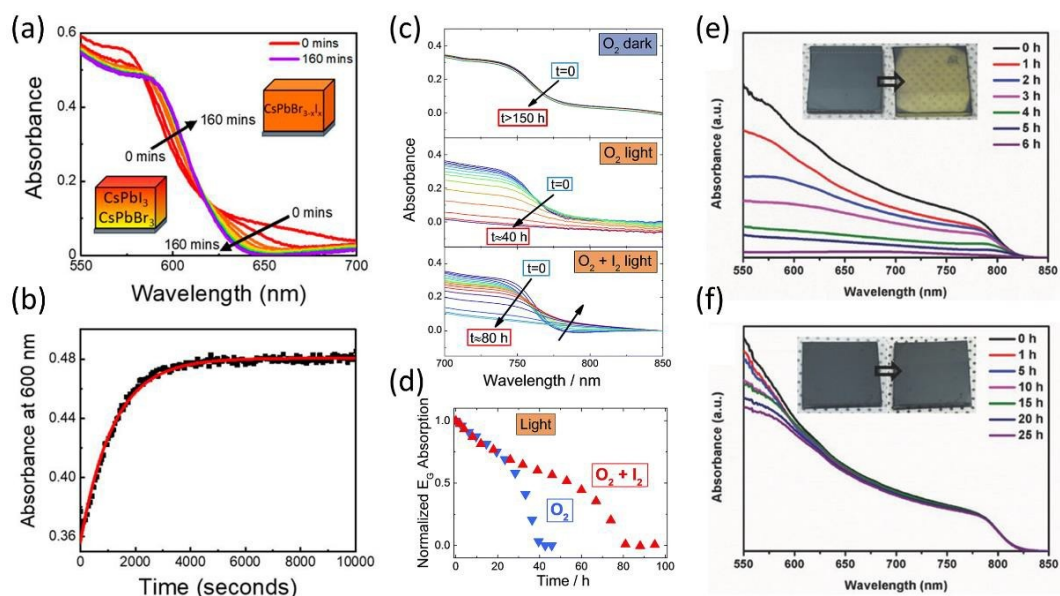 (a)
0.6
0.4
0.2
0
Absorbance
0 mins
160 mins
CsPbBr₃₋ₓIₓ
160 mins
0 mins
CsPbI₃
CsPbBr₃
0 mins
160 mins
550 600 650 700
Wavelength (nm)
(b)
0.48
0.44
0.40
0.36
Absorbance at 600 nm
0 2000 4000 6000 8000 10000
Time (seconds)
(c)
O₂ dark
0.4
0.2
0.0
t=0
t>150 h
O₂ light
0.4
0.2
0.0
t=0
t≈40 h
O₂ + I₂ light
0.4
0.2
0.0
t=0
t≈80 h
Absorbance
700 750 800 850
Wavelength / nm
(d)
Light
1.0
0.5
0.0
O₂ + I₂
O₂
Normalized E_G Absorption
0 20 40 60 80 100
Time / h
(e)
Absorbance (a.u.)
0 h
1 h
2 h
3 h
4 h
5 h
6 h
550 600 650 700 750 800 850
Wavelength (nm)
(f)
Absorbance (a.u.)
0 h
1 h
5 h
10 h
15 h
20 h
25 h
550 600 650 700 750 800 850
Wavelength (nm)